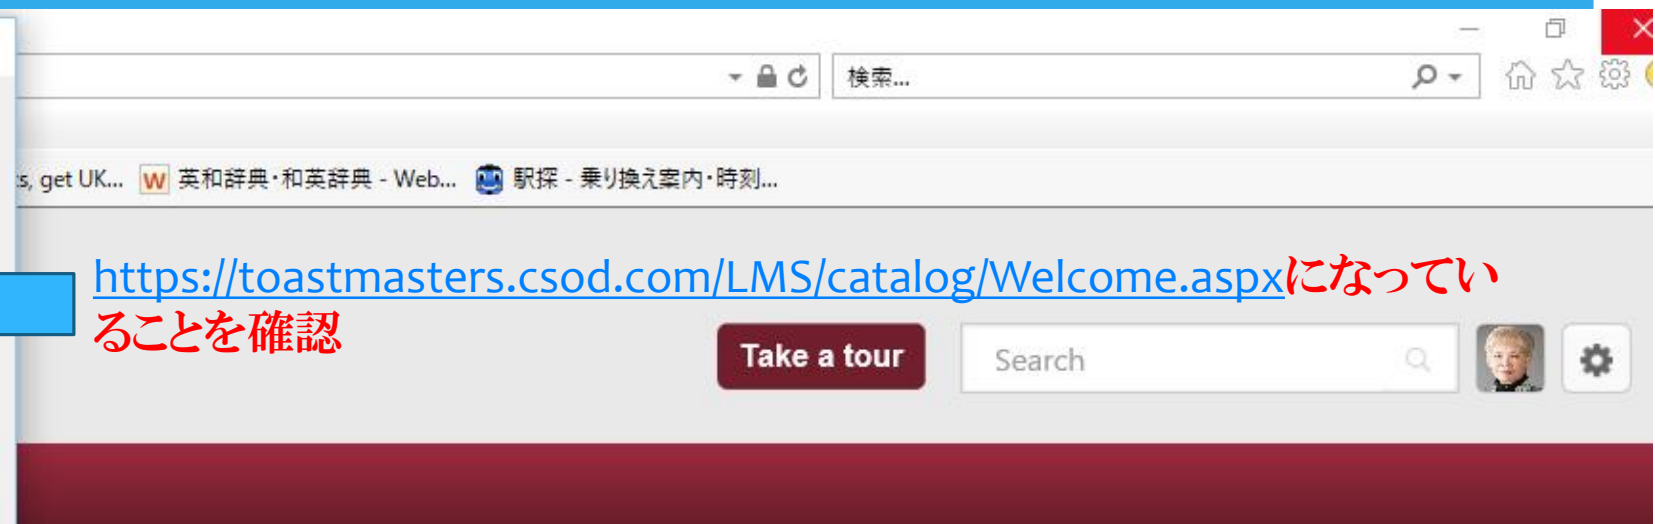 検索...
s, get UK... W 英和辞典・和英辞典 - Web... 駅探 - 乗り換え案内・時刻...
https://toastmasters.csod.com/LMS/catalog/Welcome.aspxになってい
ることを確認
Take a tour
Search